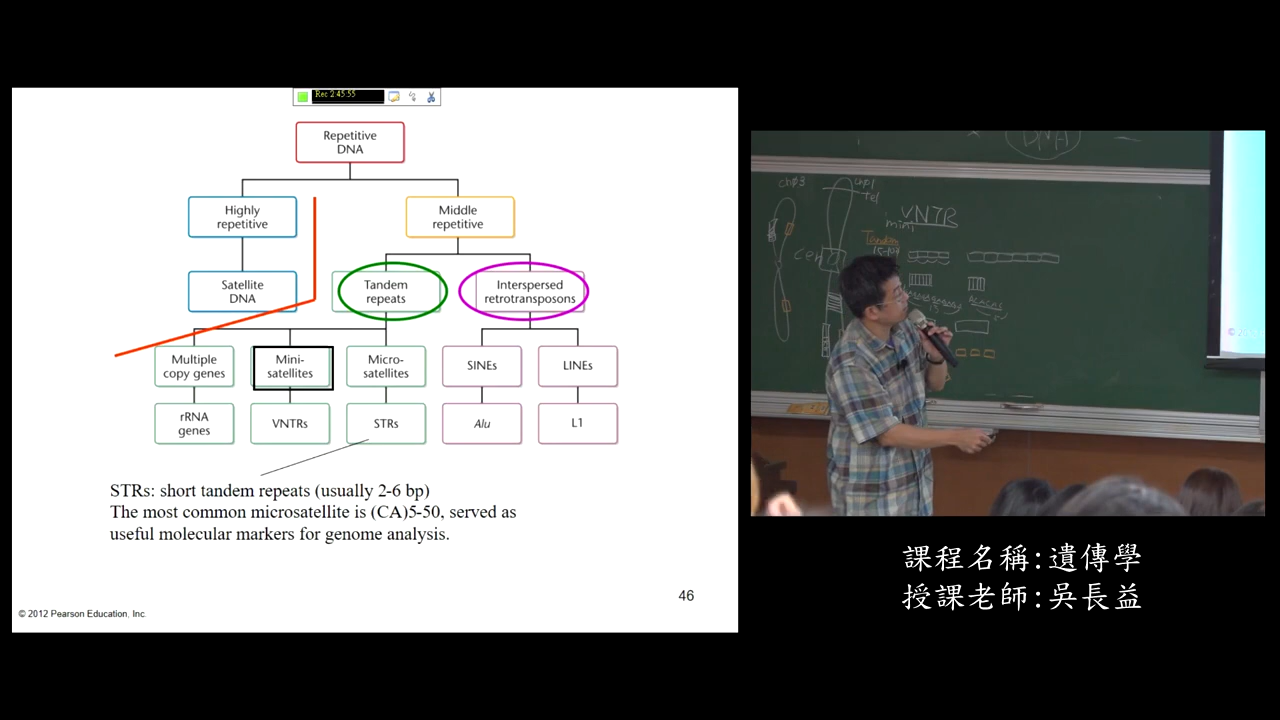 Rec 2:45:55
Repetitive
DNA
Highly
repetitive
Middle
repetitive
Satellite
DNA
Tandem
repeats
Interspersed
retrotransposons
Multiple
copy genes
Mini-
satellites
Micro-
satellites
SINEs
LINEs
rRNA
genes
VNTRs
STRs
Alu
L1
STRs: short tandem repeats (usually 2-6 bp)
The most common microsatellite is (CA)5-50, served as
useful molecular markers for genome analysis.
46
© 2012 Pearson Education, Inc.
DNA
tel
VNTR
mini
Tandem
課程名稱:遺傳學
授課老師:吳長益